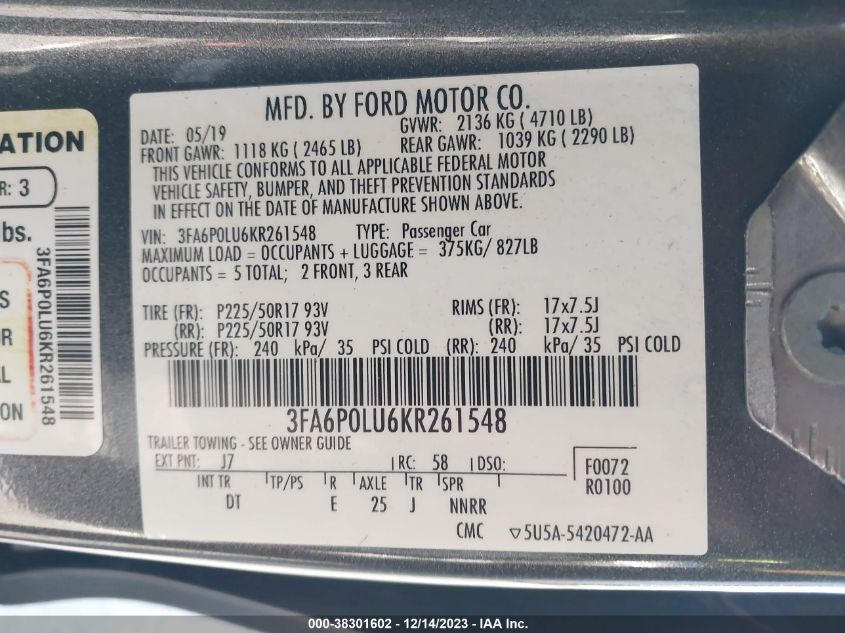 MFD. BY FORD MOTOR CO.
DATE: 05/19 GVWR: 2136 KG ( 4710 LB)
FRONT GAWR: 1118 KG ( 2465 LB) REAR GAWR: 1039 KG ( 2290 LB)
THIS VEHICLE CONFORMS TO ALL APPLICABLE FEDERAL MOTOR
VEHICLE SAFETY, BUMPER, AND THEFT PREVENTION STANDARDS
IN EFFECT ON THE DATE OF MANUFACTURE SHOWN ABOVE.
VIN: 3FA6P0LU6KR261548 TYPE: Passenger Car
MAXIMUM LOAD = OCCUPANTS + LUGGAGE = 375KG/ 827LB
OCCUPANTS = 5 TOTAL; 2 FRONT, 3 REAR
TIRE (FR): P225/50R17 93V RIMS (FR): 17x7.5J
(RR): P225/50R17 93V (RR): 17x7.5J
PRESSURE (FR): 240 kPa/ 35 PSI COLD (RR): 240 kPa/ 35 PSI COLD
3FA6P0LU6KR261548
TRAILER TOWING - SEE OWNER GUIDE
EXT PNT: J7 RC: 58 DSO: F0072
INT TR TP/PS R AXLE TR SPR R0100
DT E 25 J NNRR
CMC ▽5U5A-5420472-AA
ATION
R: 3
bs.
S
OR
AL
ON
3FA6P0LU6KR261548
000-38301602 - 12/14/2023 - IAA Inc.